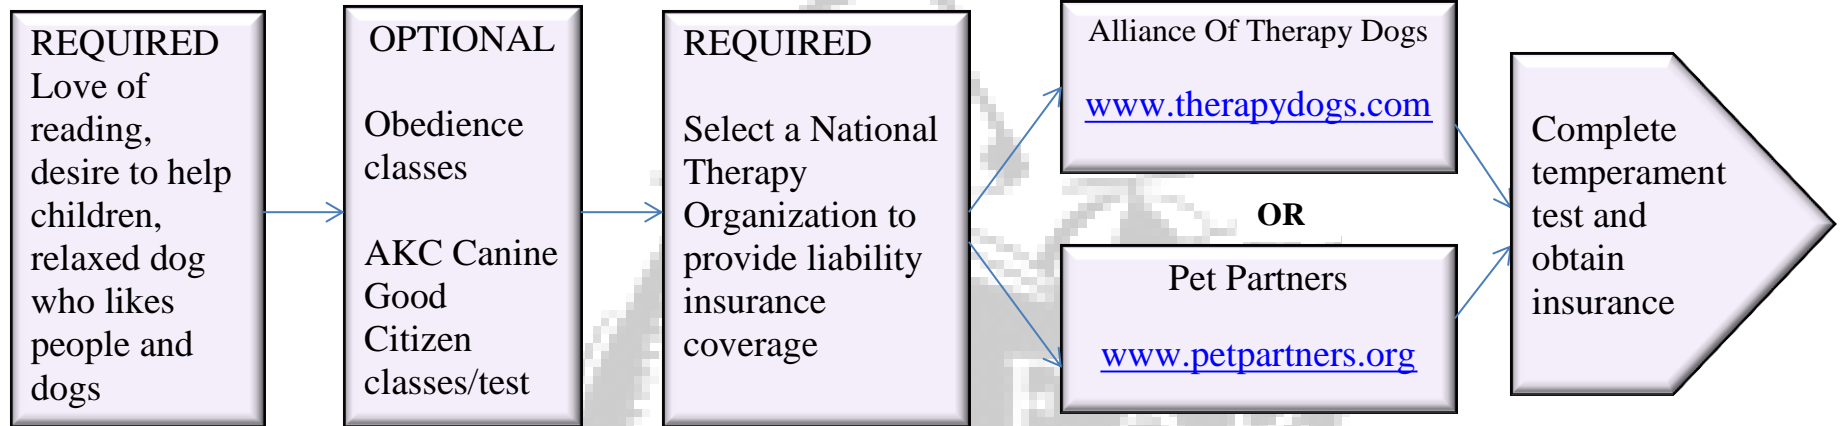 REQUIRED
Love of
reading,
desire to help
children,
relaxed dog
who likes
people and
dogs
OPTIONAL
Obedience
classes
AKC Canine
Good
Citizen
classes/test
REQUIRED
Select a National
Therapy
Organization to
provide liability
insurance
coverage
Alliance Of Therapy Dogs
www.therapydogs.com
OR
Pet Partners
www.petpartners.org
Complete
temperament
test and
obtain
insurance